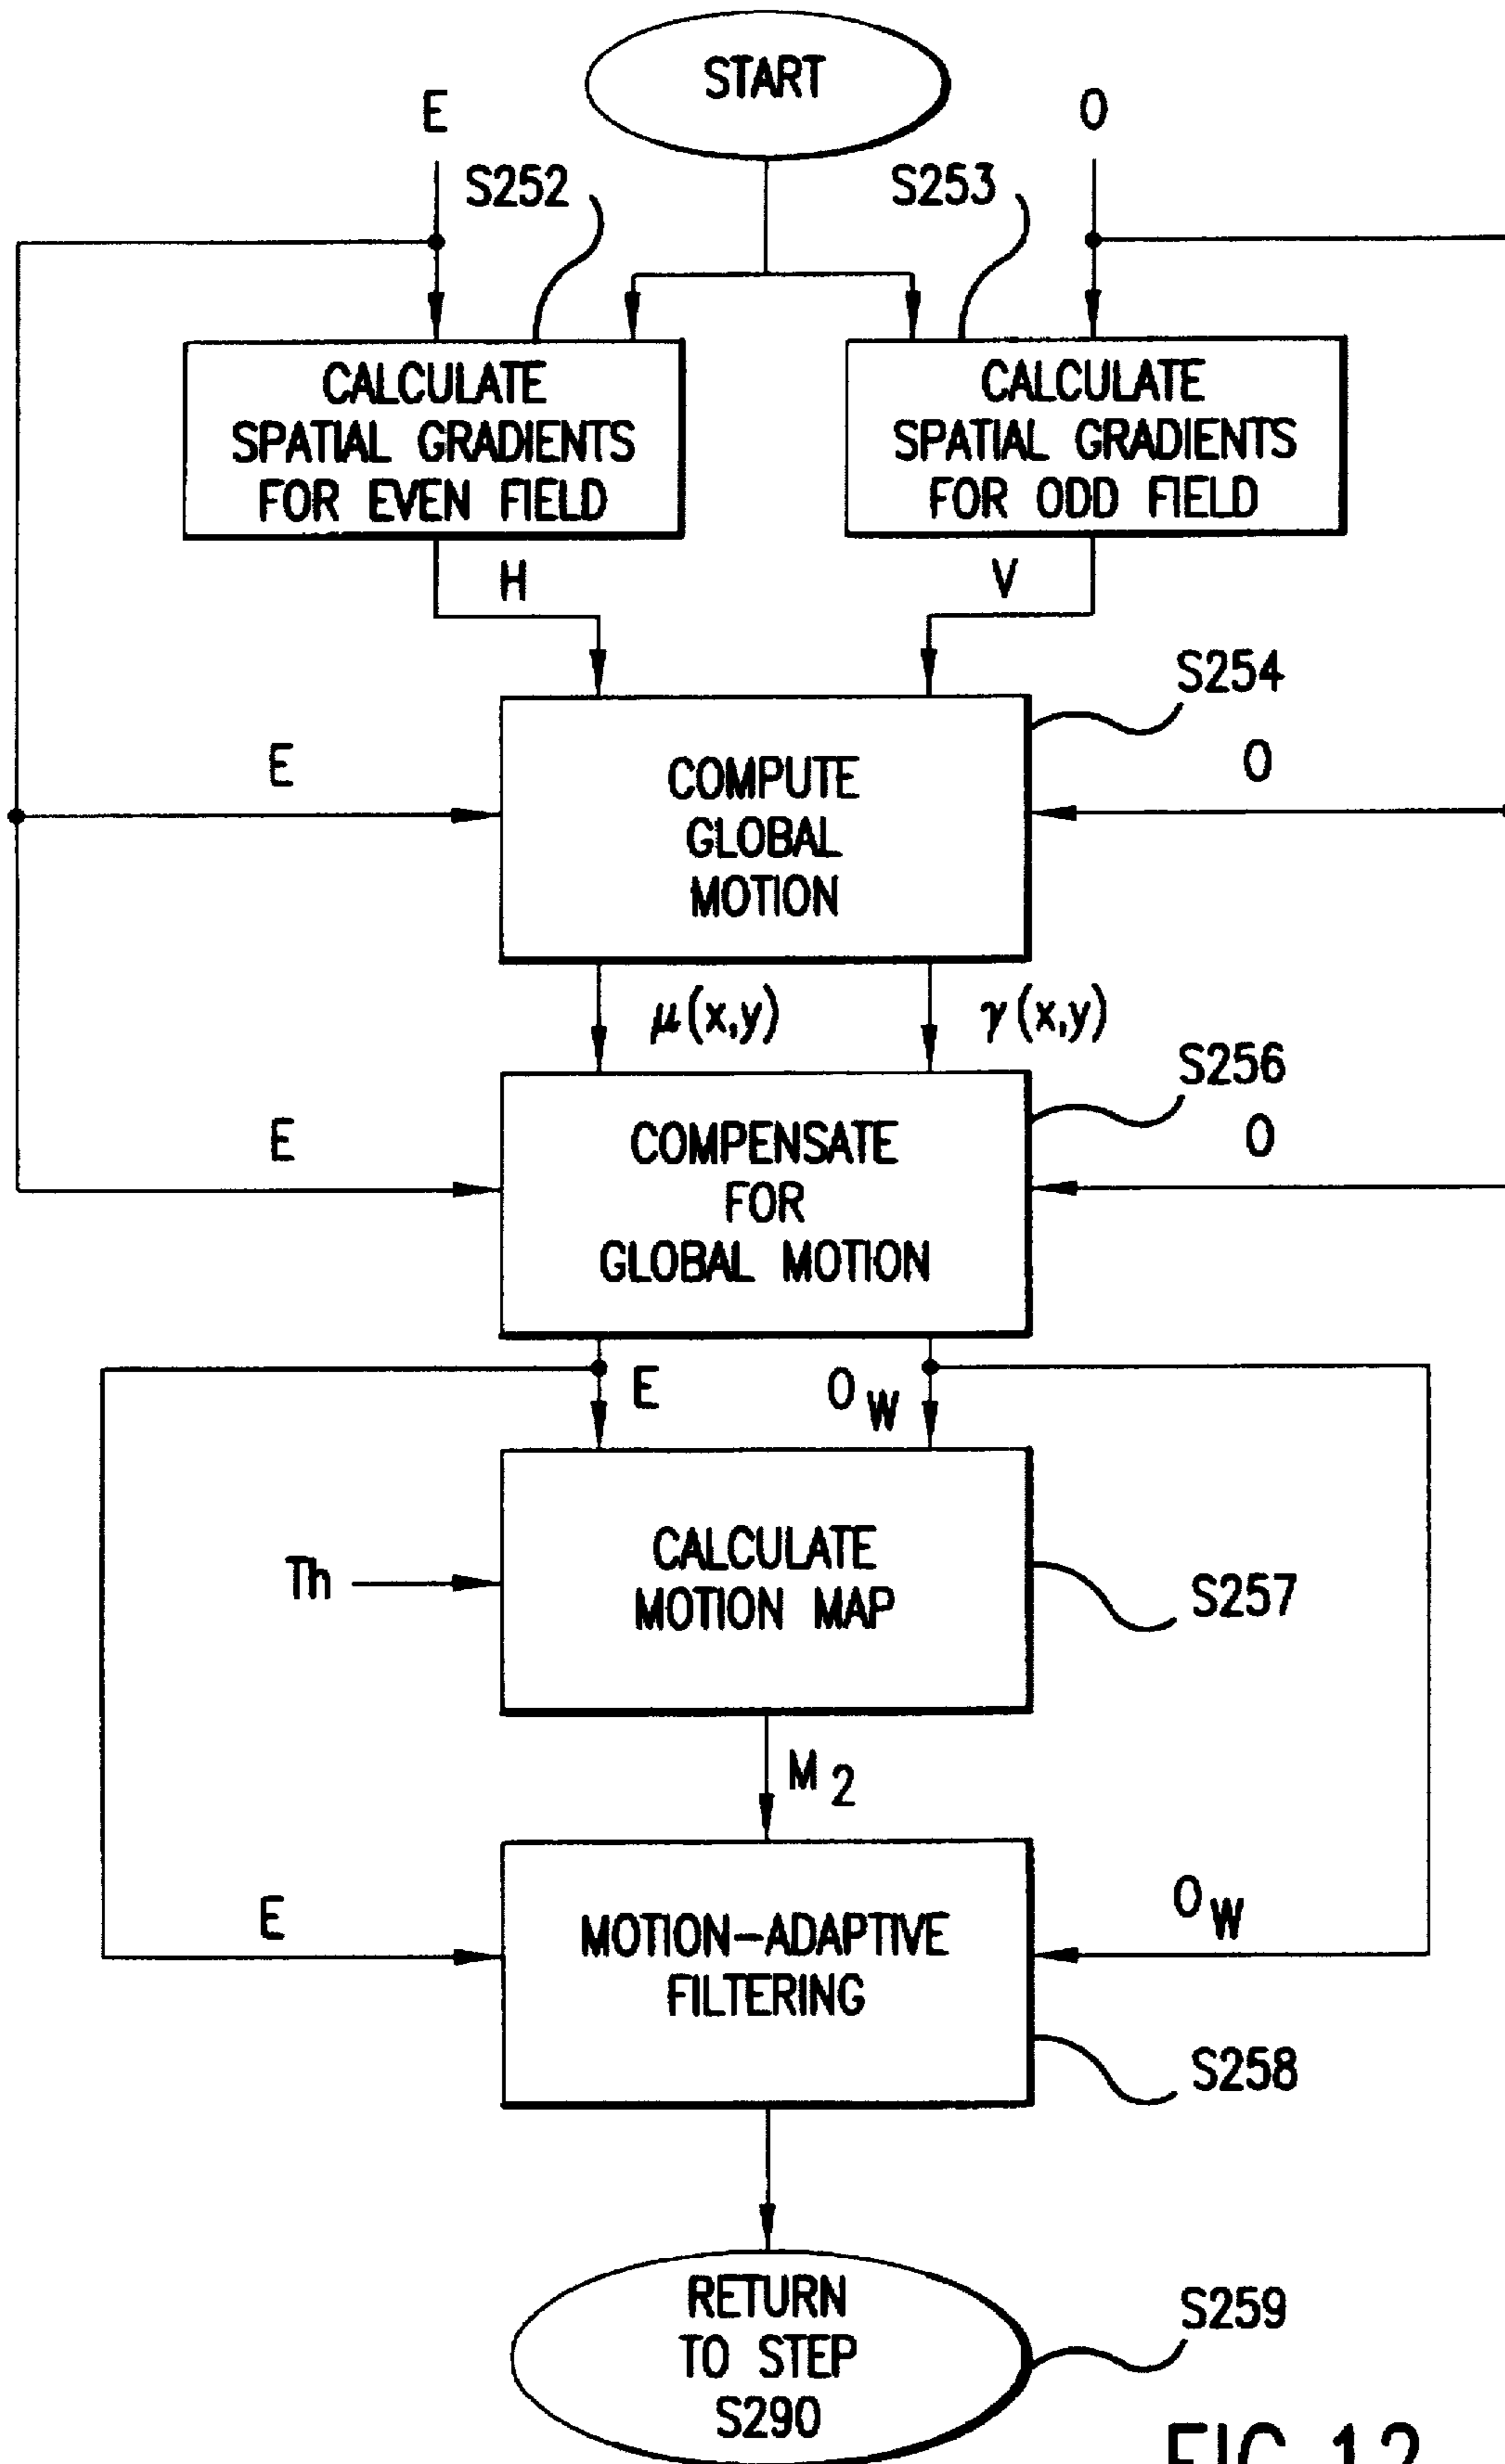 START
E
O
S252
S253
CALCULATE
SPATIAL GRADIENTS
FOR EVEN FIELD
CALCULATE
SPATIAL GRADIENTS
FOR ODD FIELD
H
V
S254
E
O
COMPUTE
GLOBAL
MOTION
μ(x,y)
γ(x,y)
S256
E
O
COMPENSATE
FOR
GLOBAL MOTION
E
O W
Th
CALCULATE
MOTION MAP
S257
M 2
E
O W
MOTION-ADAPTIVE
FILTERING
S258
RETURN
TO STEP
S290
S259
FIG.12